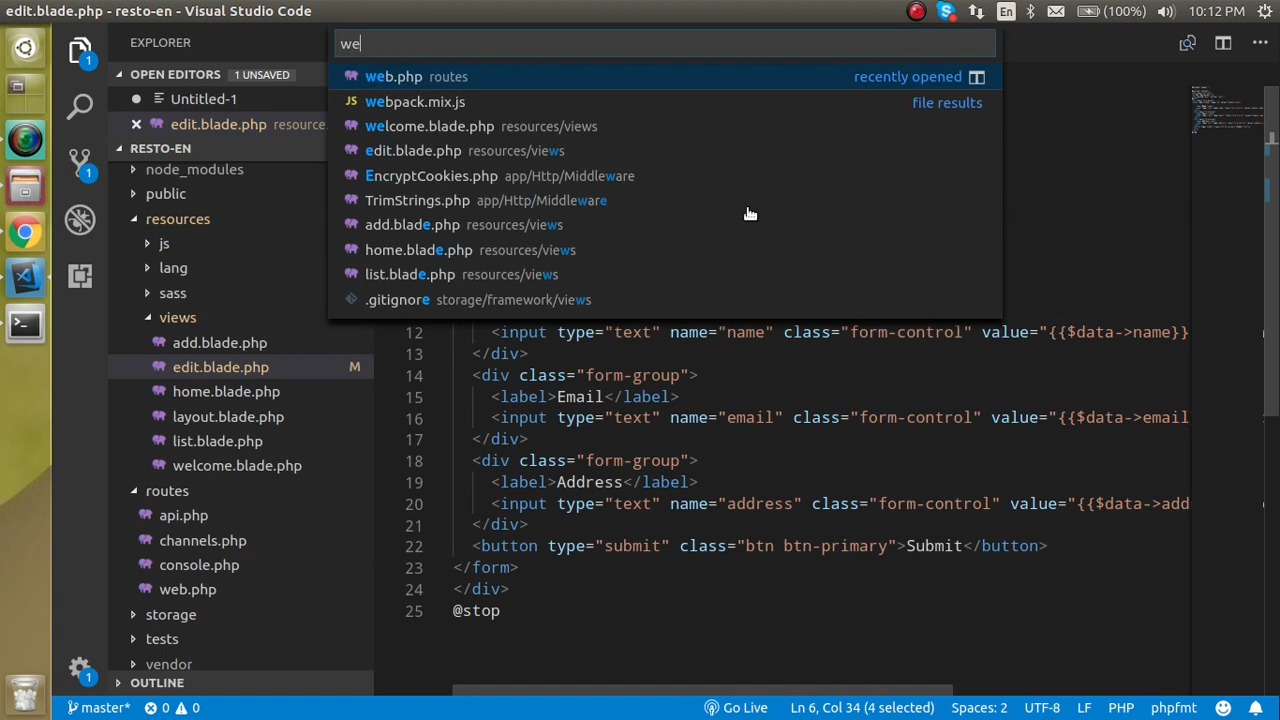 edit.blade.php - resto-en - Visual Studio Code
En
(100%)
10:12 PM
EXPLORER
OPEN EDITORS 1 UNSAVED
Untitled-1
edit.blade.php resource...
RESTO-EN
node_modules
public
resources
js
lang
sass
views
add.blade.php
edit.blade.php M
home.blade.php
layout.blade.php
list.blade.php
welcome.blade.php
routes
api.php
channels.php
console.php
web.php
storage
tests
vendor
OUTLINE
1
1
1
we
web.php routes recently opened
JS webpack.mix.js file results
welcome.blade.php resources/views
edit.blade.php resources/views
EncryptCookies.php app/Http/Middleware
TrimStrings.php app/Http/Middleware
add.blade.php resources/views
home.blade.php resources/views
list.blade.php resources/views
.gitignore storage/framework/views
12 <input type="text" name="name" class="form-control" value="{{$data->name}}
13 </div>
14 <div class="form-group">
15 <label>Email</label>
16 <input type="text" name="email" class="form-control" value="{{$data->email
17 </div>
18 <div class="form-group">
19 <label>Address</label>
20 <input type="text" name="address" class="form-control" value="{{$data->add
21 </div>
22 <button type="submit" class="btn btn-primary">Submit</button>
23 </form>
24 </div>
25 @stop
master* 0 0
Go Live
Ln 6, Col 34 (4 selected)
Spaces: 2
UTF-8
LF
PHP
phpfmt